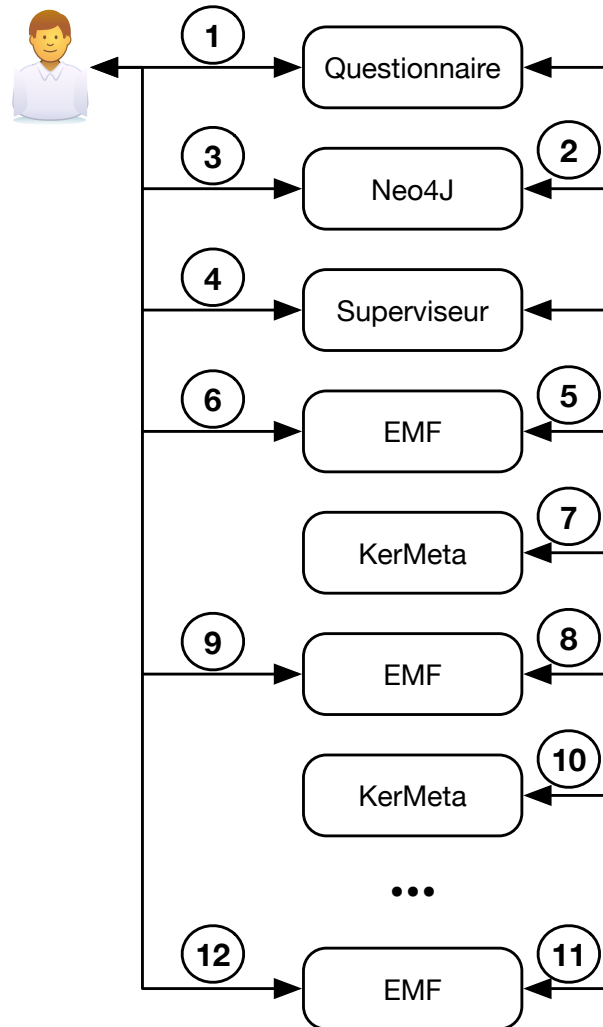 1
Questionnaire
3
2
Neo4J
4
Superviseur
6
5
EMF
7
KerMeta
9
8
EMF
10
KerMeta
...
12
11
EMF